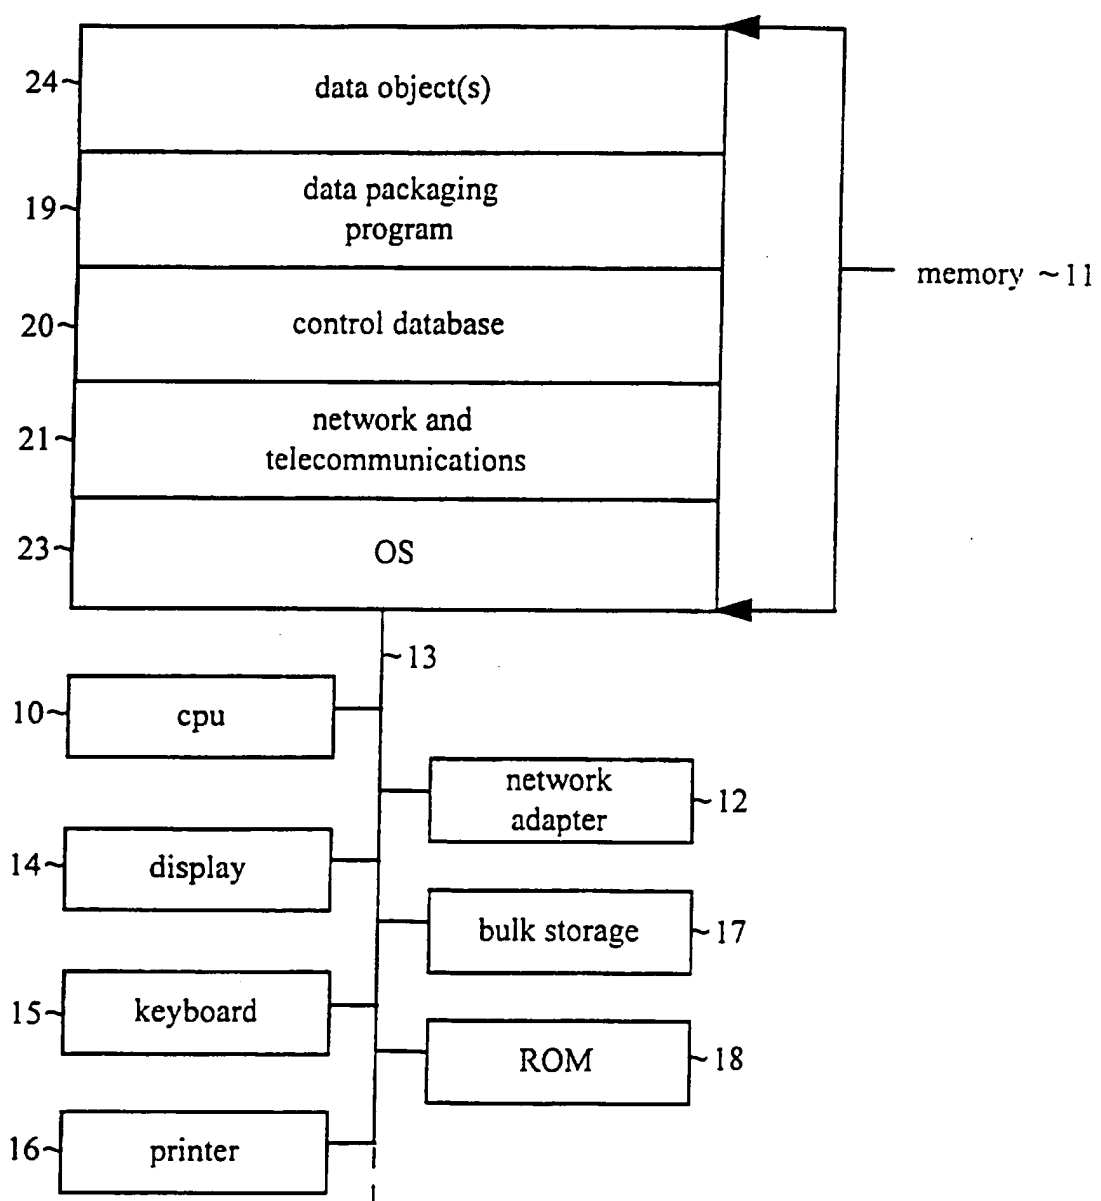 24~ data object(s)
19~ data packaging
program
memory ~11
20~ control database
21~ network and
telecommunications
23~ OS
~13
10~ cpu
network
adapter ~12
14~ display
bulk storage ~17
15~ keyboard
ROM ~18
16~ printer